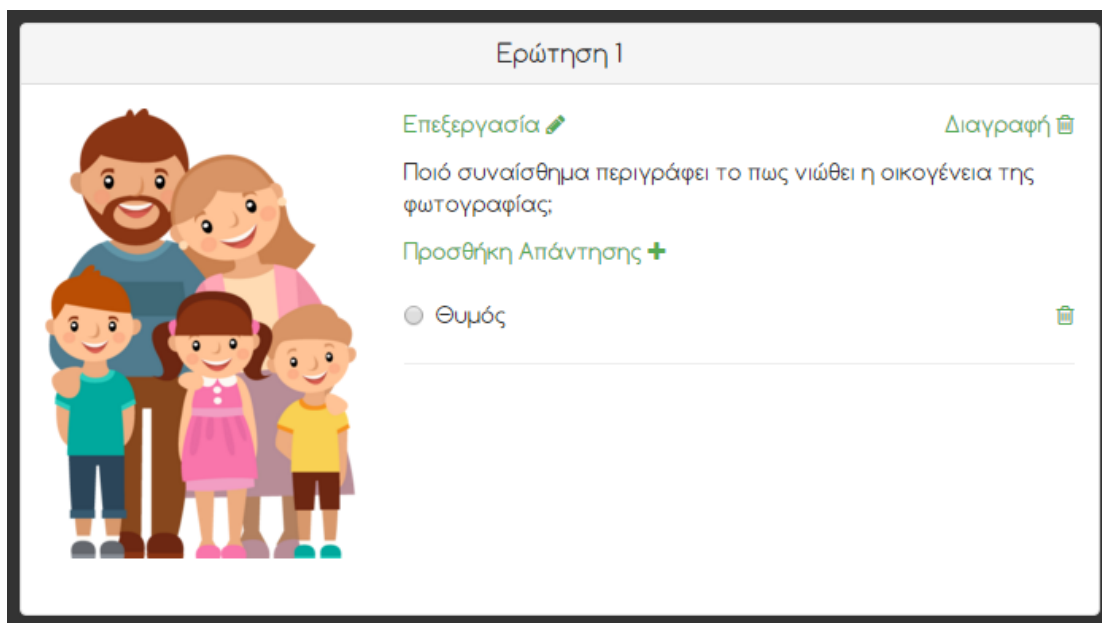 Ερώτηση 1
Επεξεργασία
Διαγραφή
Ποιό συναίσθημα περιγράφει το πως νιώθει η οικογένεια της
φωτογραφίας;
Προσθήκη Απάντησης +
Θυμός